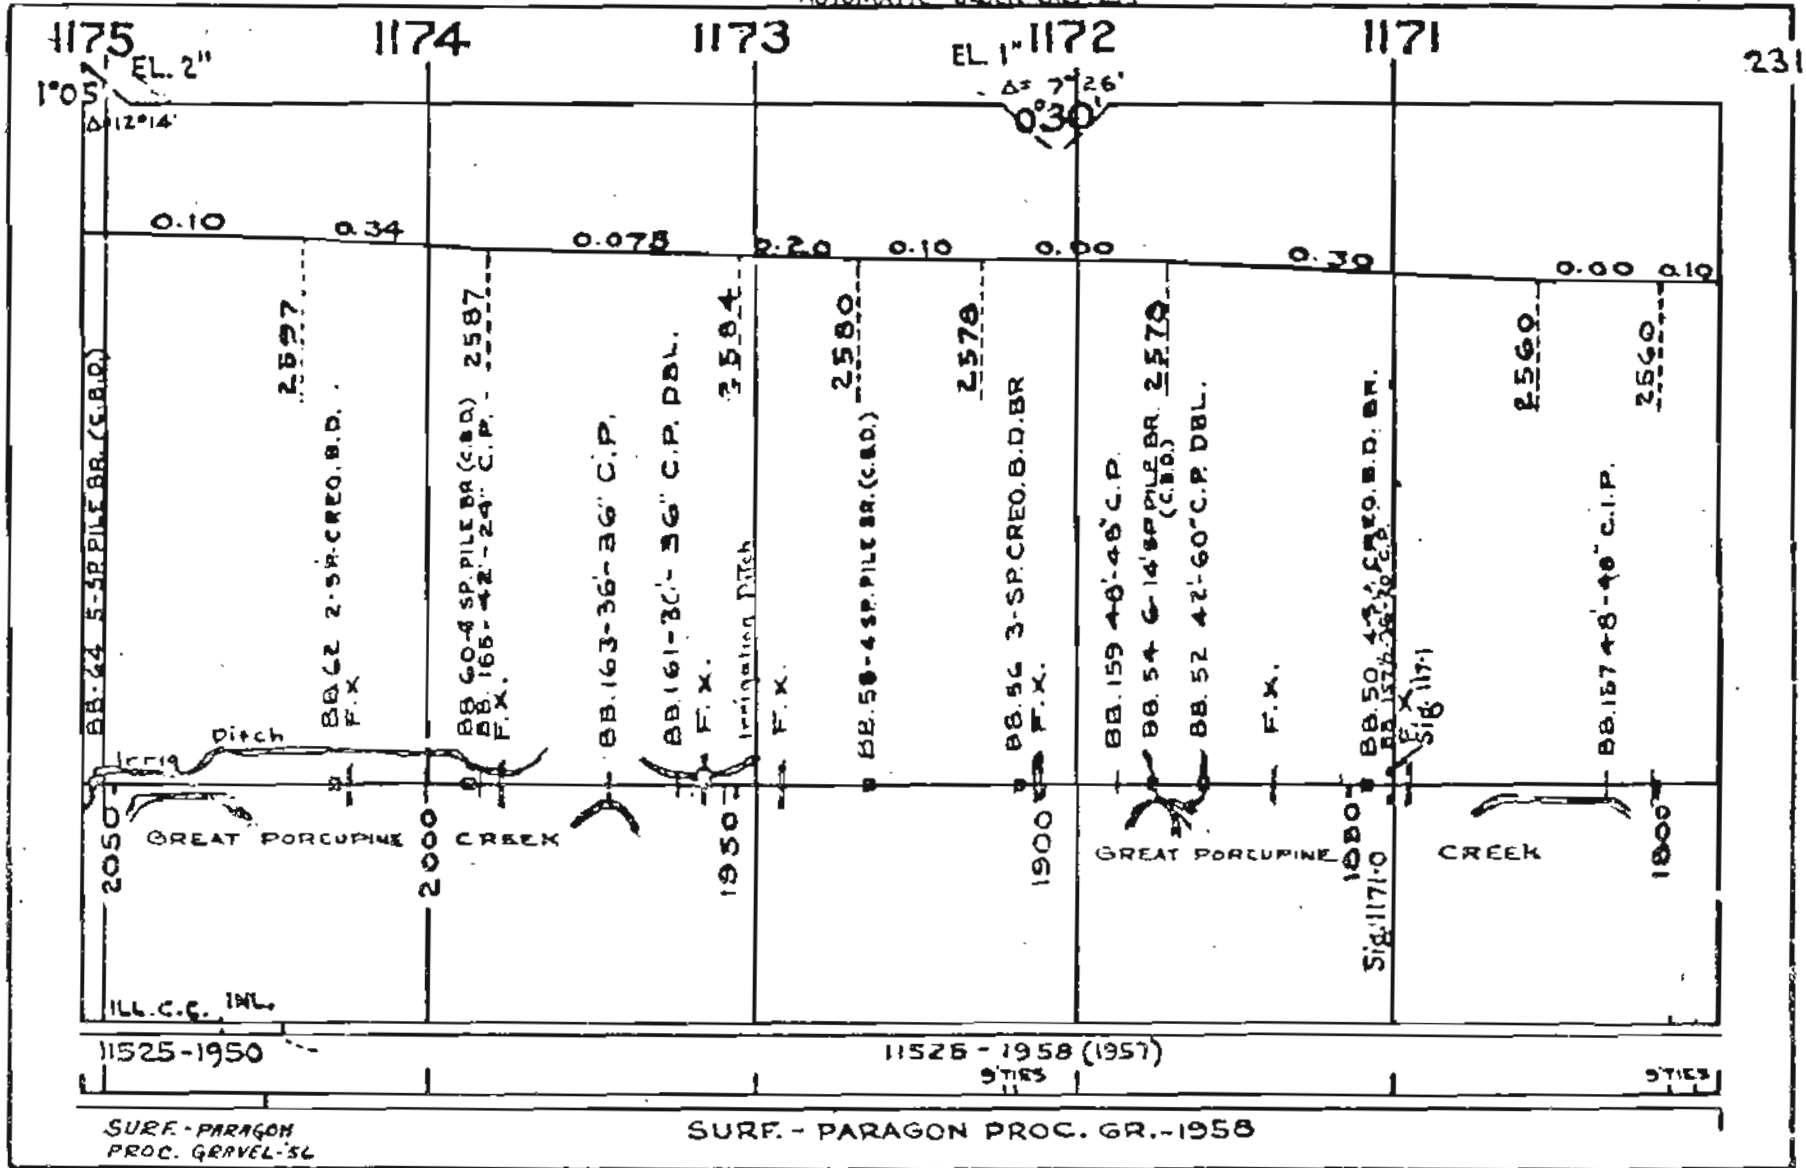 1175 1174 1173 1172 1171
231
EL. 2" EL. 1"
1°05' Δ=12°14'
Δ= 7°26'
0°30'
0.10 0.34 0.075 0.20 0.10 0.00 0.30 0.00 0.10
2597
2587
2584
2580
2578
2578
2560
2560
BB.64 5-SP.PILE BR.(C.B.D.)
BB 62 2-SP.CREO.B.D.
F.X
BB 60-8 SP.PILE BR (C.B.D.)
BB. 165-42'-24" C.P.
F.X.
BB.163-36'-36" C.P.
BB.161-36'-36" C.P. DBL.
F.X.
Irrigation Ditch
F.X.
BB.58-4 SP. PILE BR.(C.B.D.)
BB.56 3-SP.CREO.B.D.BR
F.X.
BB.159 48'-48" C.P.
BB.54 6-14' SP PILE BR.
(C.B.D.)
BB.52 42'-60" C.P. DBL.
F.X.
BB.50 CREO.B.D. BR.
F.X
Sig.1171
BB.157 48'-48" C.I.P.
Irrig Ditch
GREAT PORCUPINE CREEK
GREAT PORCUPINE CREEK
2050 2000 1950 1900 1850 1800
Sig.1171.0
ILL.C.C. INL.
11525-1950
11525-1958 (1957)
9'TIES
9'TIES
SURF.-PARAGON
PROC. GRAVEL-'56
SURF.-PARAGON PROC. GR.-1958